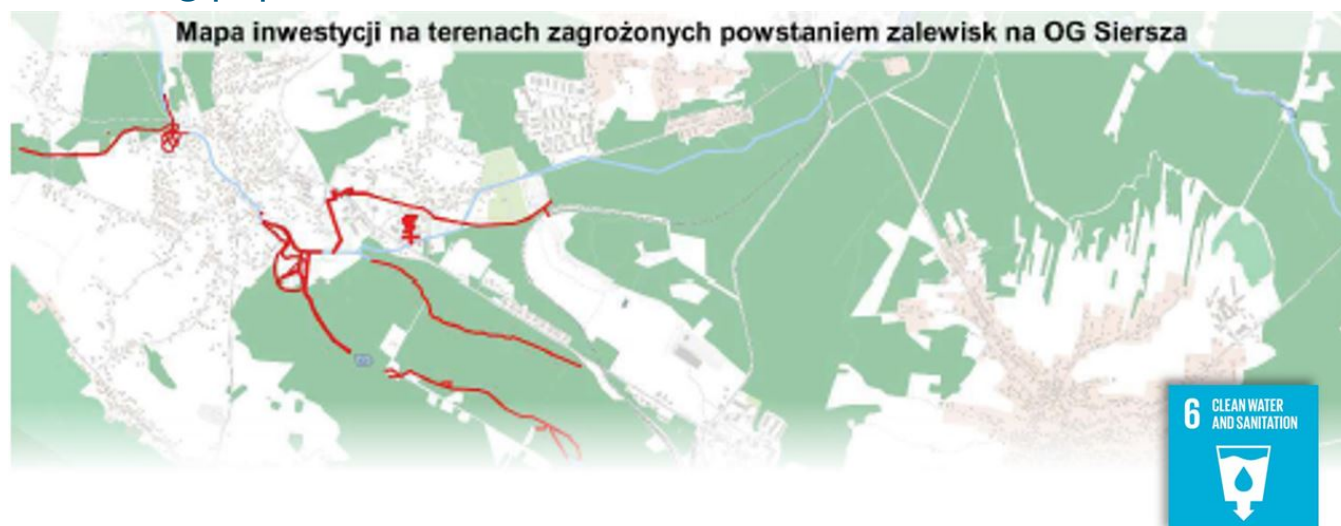 Mapa inwestycji na terenach zagrożonych powstaniem zalewisk na OG Siersza
6 CLEAN WATER
AND SANITATION